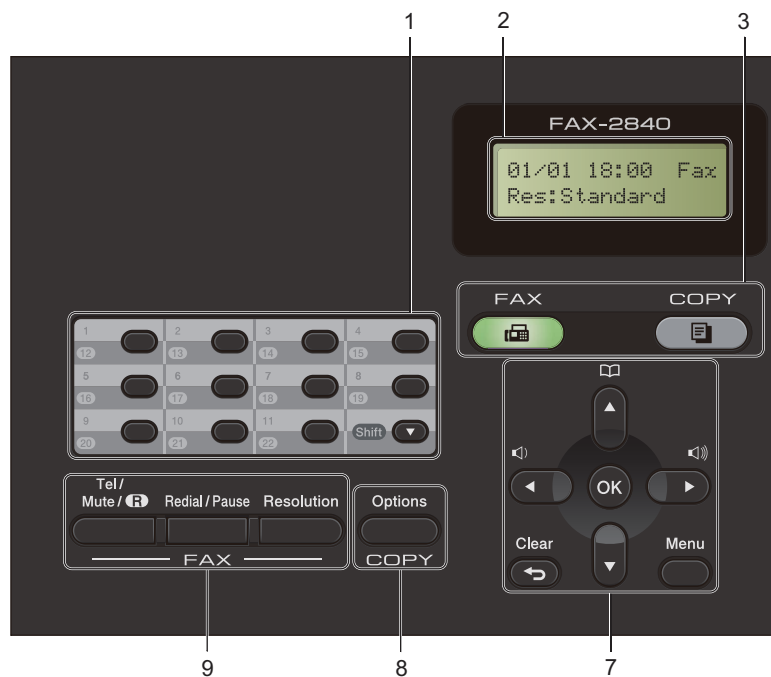 1 2 3
FAX-2840
01/01 18:00 Fax
Res:Standard
FAX COPY
1 2 3 4
12 13 14 15
5 6 7 8
16 17 18 19
9 10 11
20 21 22 Shift
Tel /
Mute / R Redial / Pause Resolution Options
FAX COPY
OK
Clear Menu
9 8 7